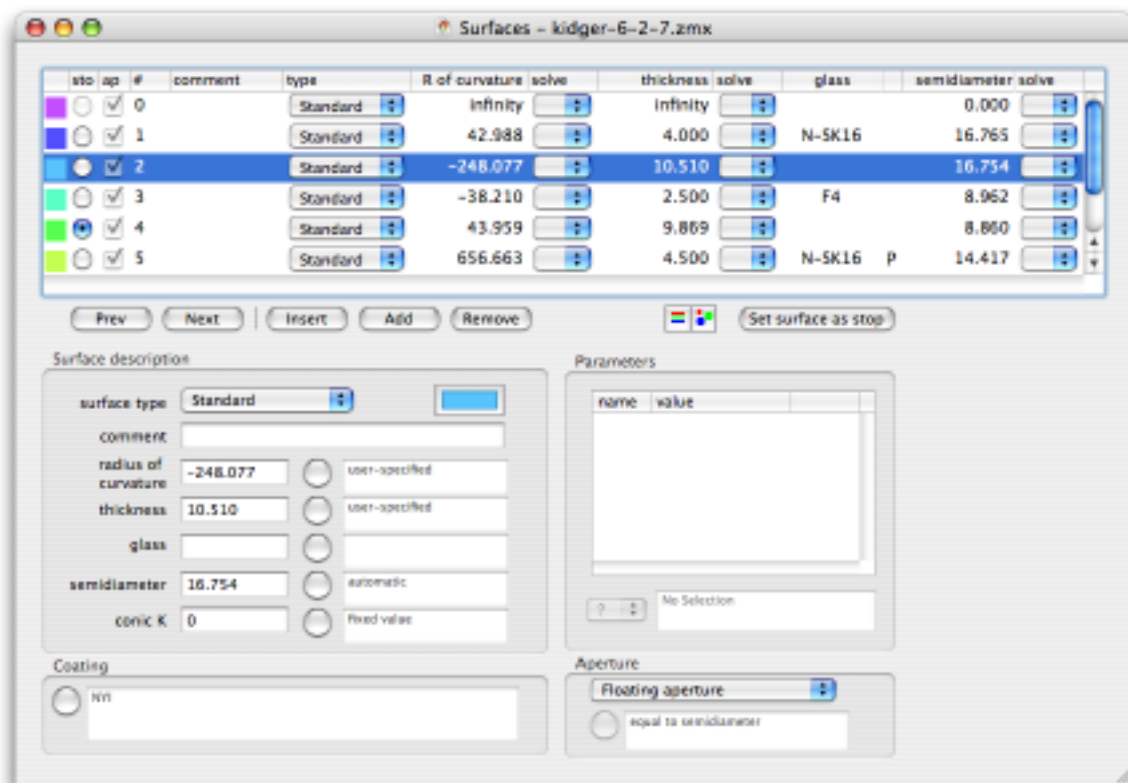 Surfaces – kidger-6-2-7.zmx
sto ap # comment type R of curvature solve thickness solve glass semidiameter solve
0 Standard infinity infinity 0.000
1 Standard 42.988 4.000 N-SK16 16.765
2 Standard -248.077 10.510 16.754
3 Standard -38.210 2.500 F4 8.962
4 Standard 43.959 9.869 8.860
5 Standard 656.663 4.500 N-SK16 P 14.417
Prev Next Insert Add Remove Set surface as stop
Surface description
Parameters
surface type Standard
name value
comment
radius of curvature -248.077 user-specified
thickness 10.510 user-specified
glass
semidiameter 16.754 automatic
? No Selection
conic K 0 fixed value
Coating
Aperture
NYI
Floating aperture
equal to semidiameter